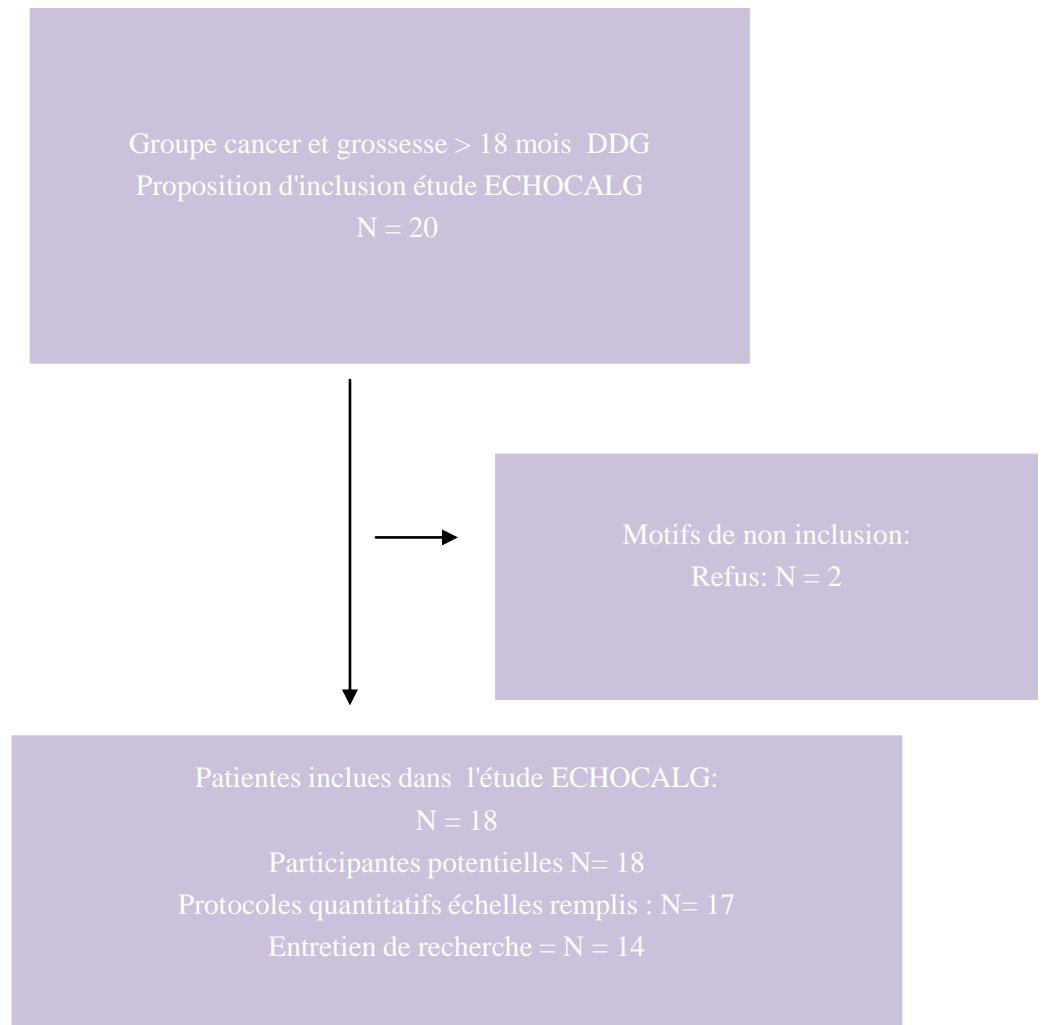 Groupe cancer et grossesse > 18 mois  DDG
Proposition d'inclusion étude ECHOCALG
N = 20
Motifs de non inclusion:
Refus: N = 2
Patientes inclues dans  l'étude ECHOCALG:
N = 18
Participantes potentielles N= 18
Protocoles quantitatifs échelles remplis : N= 17
Entretien de recherche = N = 14